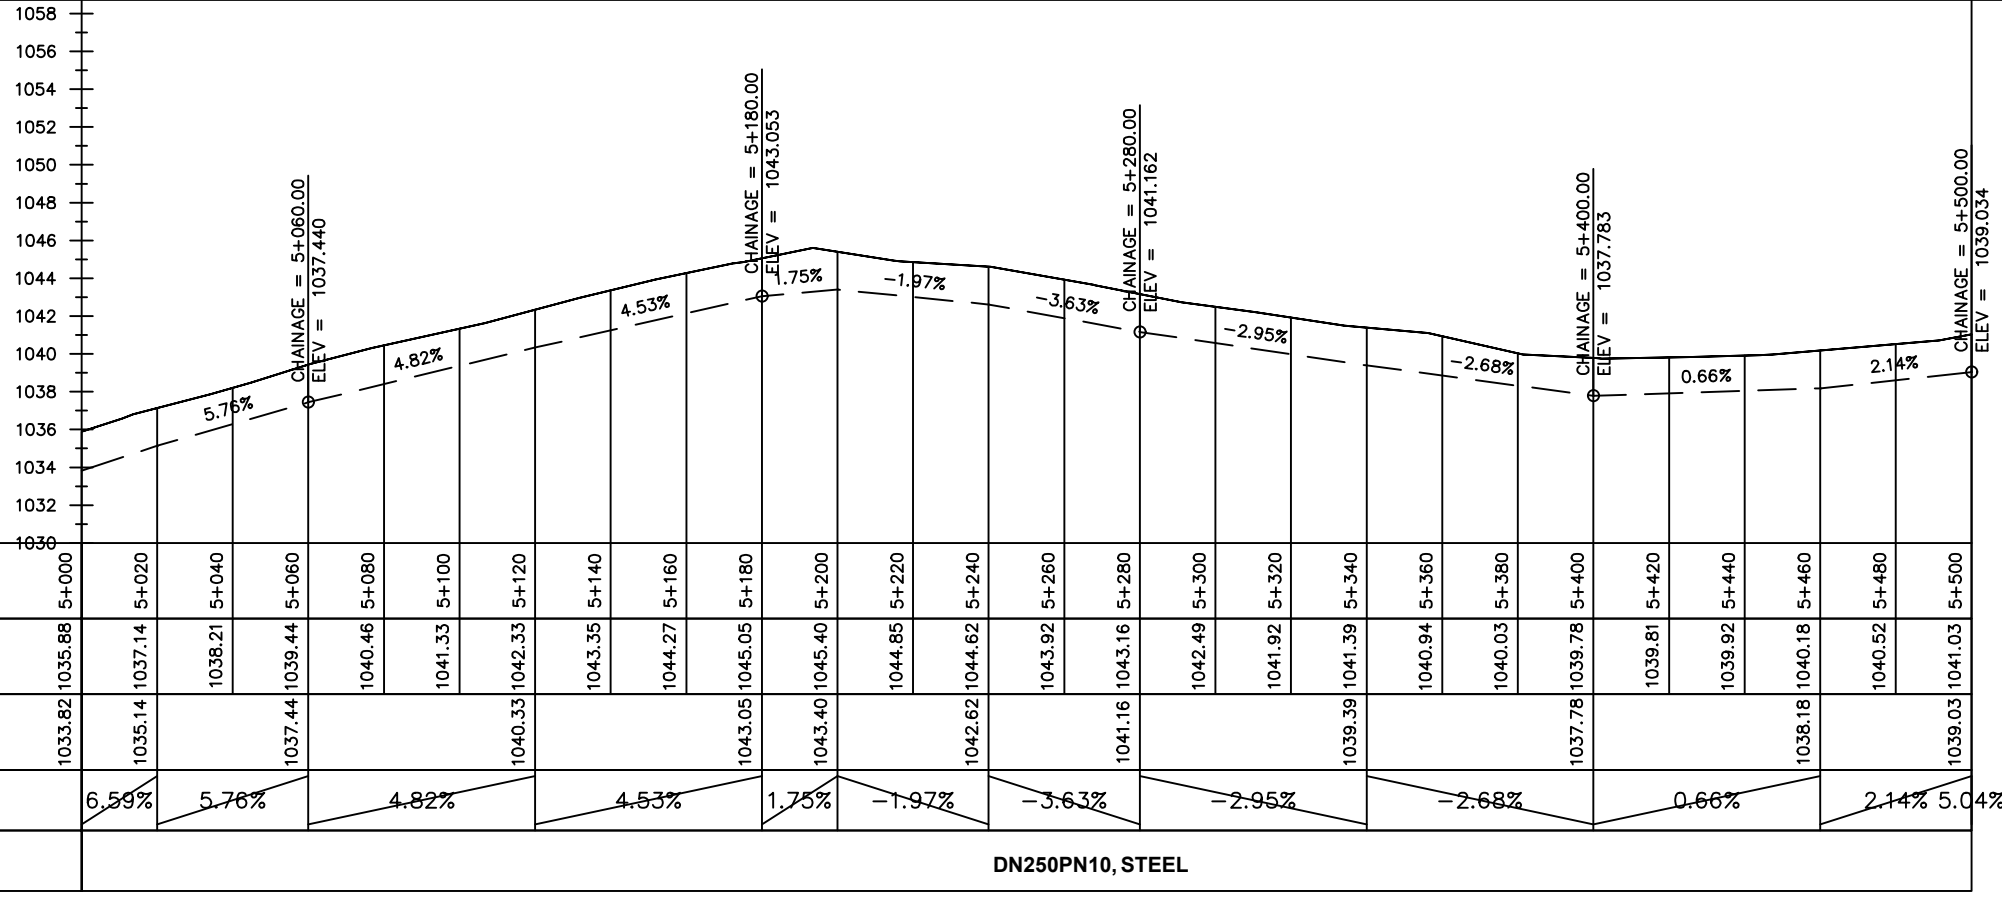 1058
1056
1054
1052
1050
1048
1046
1044
1042
1040
1038
1036
1034
1032
1030
CHAINAGE = 5+060.00
ELEV = 1037.440
CHAINAGE = 5+180.00
ELEV = 1043.053
CHAINAGE = 5+280.00
ELEV = 1041.162
CHAINAGE = 5+400.00
ELEV = 1037.783
CHAINAGE = 5+500.00
ELEV = 1039.034
5.76%
4.82%
4.53%
1.75%
-1.97%
-3.63%
-2.95%
-2.68%
0.66%
2.14%
5+000 5+020 5+040 5+060 5+080 5+100 5+120 5+140 5+160 5+180 5+200 5+220 5+240 5+260 5+280 5+300 5+320 5+340 5+360 5+380 5+400 5+420 5+440 5+460 5+480 5+500
1035.88 1037.14 1038.21 1039.44 1040.46 1041.33 1042.33 1043.35 1044.27 1045.05 1045.40 1044.85 1044.62 1043.92 1043.16 1042.49 1041.92 1041.39 1040.94 1040.03 1039.78 1039.81 1039.92 1040.18 1040.52 1041.03
1033.82 1035.14 1037.44 1040.33 1043.05 1043.40 1042.62 1041.16 1039.39 1037.78 1038.18 1039.03
6.59% 5.76% 4.82% 4.53% 1.75% -1.97% -3.63% -2.95% -2.68% 0.66% 2.14% 5.04%
DN250PN10, STEEL